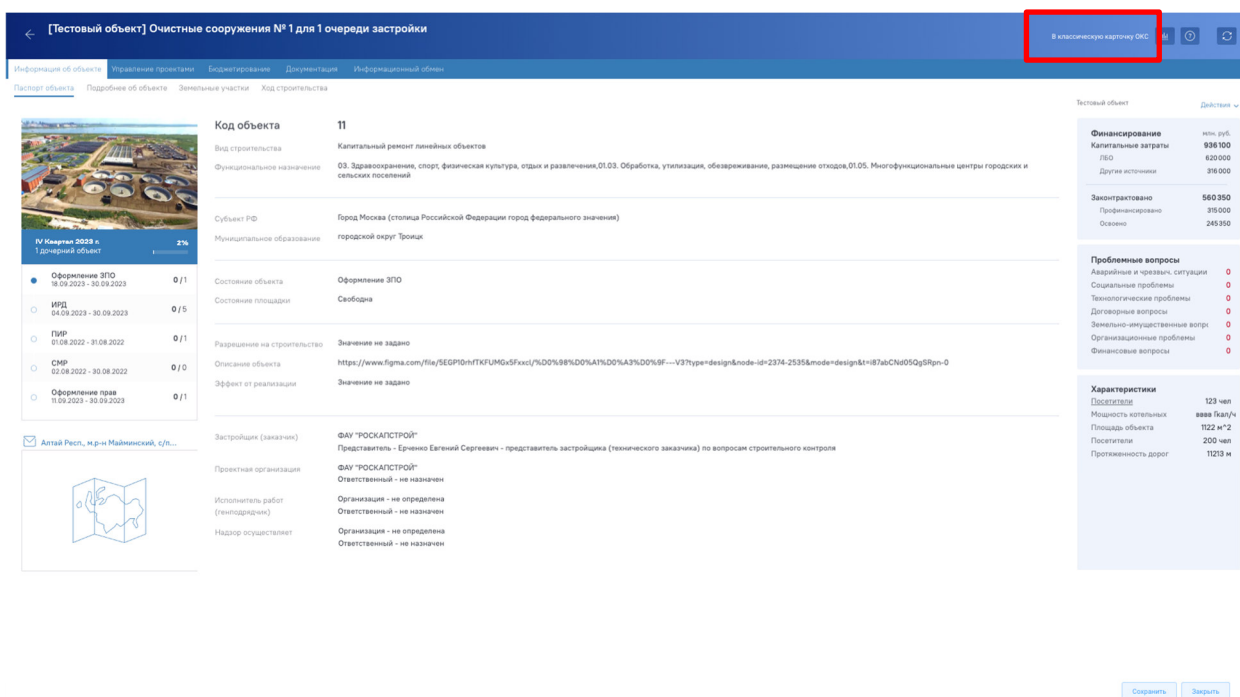 [Тестовый объект] Очистные сооружения № 1 для 1 очереди застройки
В классическую карточку ОКС
Информация об объекте Управление проектами Бюджетирование Документация Информационный обмен
Паспорт объекта Подробнее об объекте Земельные участки Ход строительства
Тестовый объект Действия
IV Квартал 2023 г. 2%
1 дочерний объект
Оформление ЗПО 0/1
18.09.2023 - 30.09.2023
ИРД 0/5
04.09.2023 - 30.09.2023
ПИР 0/1
01.08.2022 - 31.08.2022
СМР 0/0
02.08.2022 - 30.08.2022
Оформление прав 0/1
11.09.2023 - 30.09.2023
Алтай Респ., м.р-н Майминский, с/п...
Код объекта 11
Вид строительства Капитальный ремонт линейных объектов
Функциональное назначение 03. Здравоохранение, спорт, физическая культура, отдых и развлечения,01.03. Обработка, утилизация, обезвреживание, размещение отходов,01.05. Многофункциональные центры городских и
сельских поселений
Субъект РФ Город Москва (столица Российской Федерации город федерального значения)
Муниципальное образование городской округ Троицк
Состояние объекта Оформление ЗПО
Состояние площадки Свободна
Разрешение на строительство Значение не задано
Описание объекта https://www.figma.com/file/5EGP10rhfTKFUMGx5Fxxcl/%D0%98%D0%A1%D0%A3%D0%9F---V3?type=design&node-id=2374-2535&mode=design&t=i87abCNd05QgSRpn-0
Эффект от реализации Значение не задано
Застройщик (заказчик) ФАУ "РОСКАПСТРОЙ"
Представитель - Ерченко Евгений Сергеевич - представитель застройщика (технического заказчика) по вопросам строительного контроля
Проектная организация ФАУ "РОСКАПСТРОЙ"
Ответственный - не назначен
Исполнитель работ Организация - не определена
(генподрядчик) Ответственный - не назначен
Надзор осуществляет Организация - не определена
Ответственный - не назначен
Финансирование млн. руб.
Капитальные затраты 936 100
ЛБО 620 000
Другие источники 316 000
Законтрактовано 560 350
Профинансировано 315 000
Освоено 245 350
Проблемные вопросы
Аварийные и чрезвыч. ситуации 0
Социальные проблемы 0
Технологические проблемы 0
Договорные вопросы 0
Земельно-имущественные вопрс 0
Организационные проблемы 0
Финансовые вопросы 0
Характеристики
Посетители 123 чел
Мощность котельных вввв Гкал/ч
Площадь объекта 1122 м^2
Посетители 200 чел
Протяженность дорог 11213 м
Сохранить Закрыть